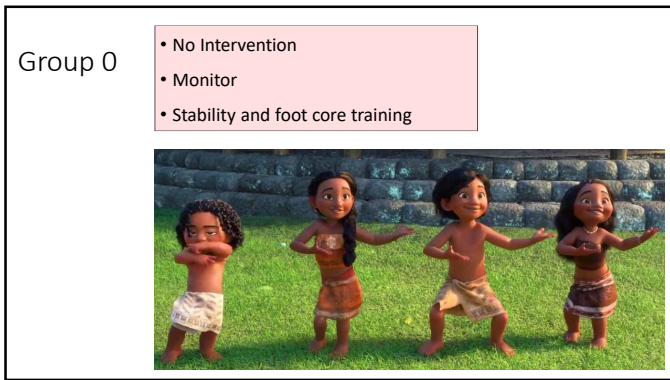 Group 0
• No Intervention
• Monitor
• Stability and foot core training